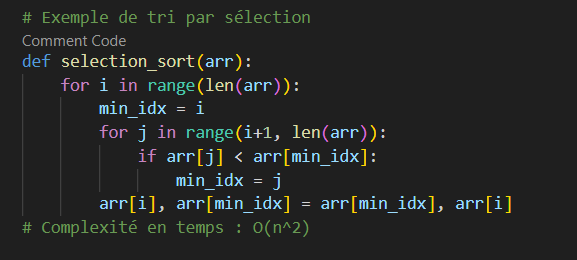 # Exemple de tri par sélection
Comment Code
def selection_sort(arr):
    for i in range(len(arr)):
        min_idx = i
        for j in range(i+1, len(arr)):
            if arr[j] < arr[min_idx]:
                min_idx = j
        arr[i], arr[min_idx] = arr[min_idx], arr[i]
# Complexité en temps : O(n^2)